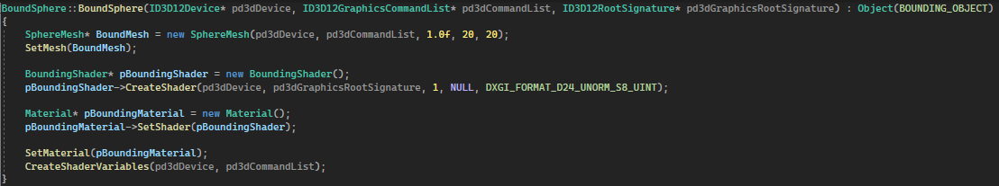 BoundSphere::BoundSphere(ID3D12Device* pd3dDevice, ID3D12GraphicsCommandList* pd3dCommandList, ID3D12RootSignature* pd3dGraphicsRootSignature) : Object(BOUNDING_OBJECT)
{
    SphereMesh* BoundMesh = new SphereMesh(pd3dDevice, pd3dCommandList, 1.0f, 20, 20);
    SetMesh(BoundMesh);

    BoundingShader* pBoundingShader = new BoundingShader();
    pBoundingShader->CreateShader(pd3dDevice, pd3dGraphicsRootSignature, 1, NULL, DXGI_FORMAT_D24_UNORM_S8_UINT);

    Material* pBoundingMaterial = new Material();
    pBoundingMaterial->SetShader(pBoundingShader);

    SetMaterial(pBoundingMaterial);
    CreateShaderVariables(pd3dDevice, pd3dCommandList);
}